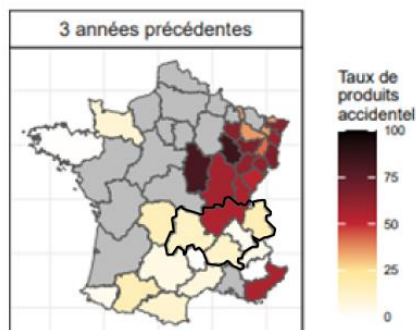 3 années précédentes
Taux de
produits
accidentel
100
75
50
25
0